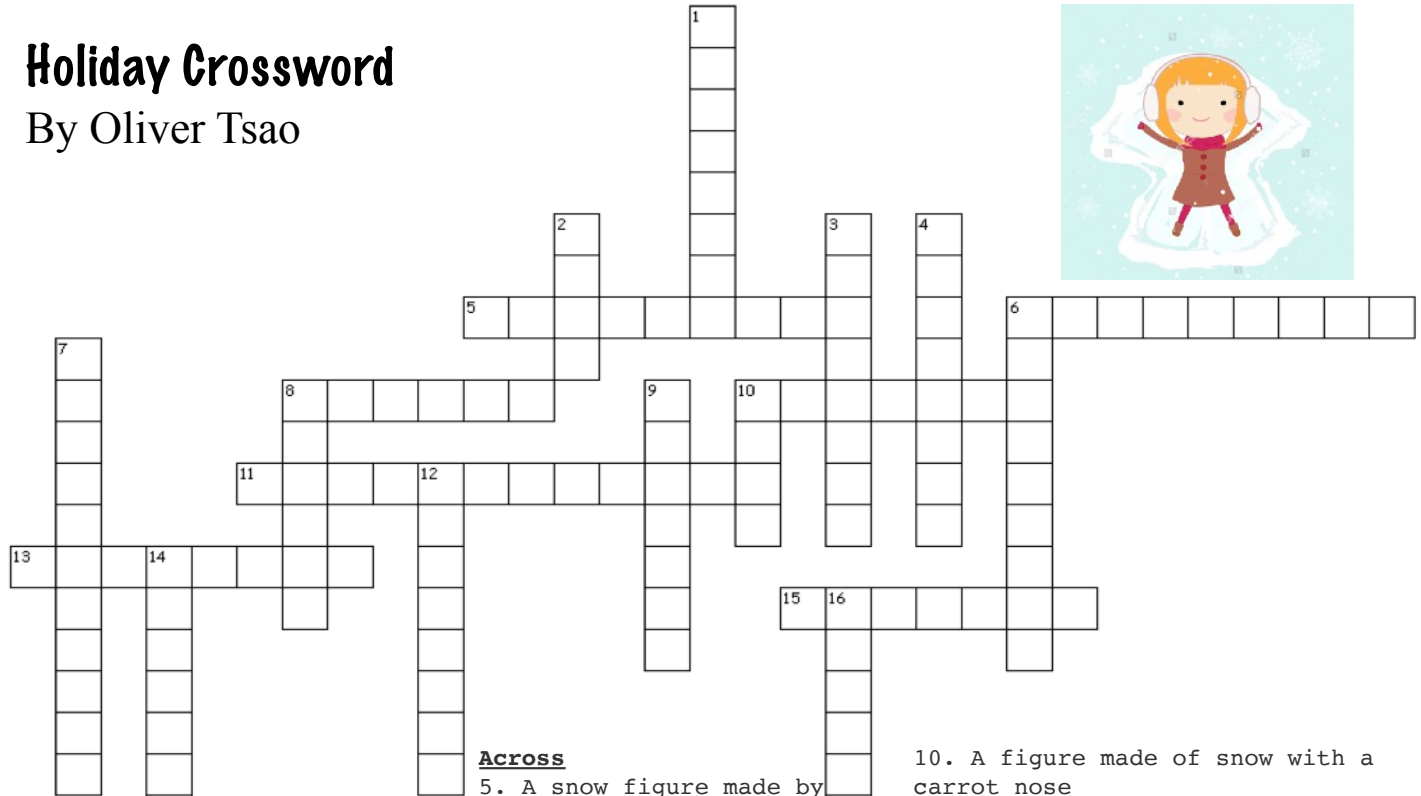 Holiday Crossword
By Oliver Tsao
1
2
3
4
5
6
7
8
9
10
11
12
13
14
15
16
Across
5. A snow figure made by
10. A figure made of snow with a
carrot nose